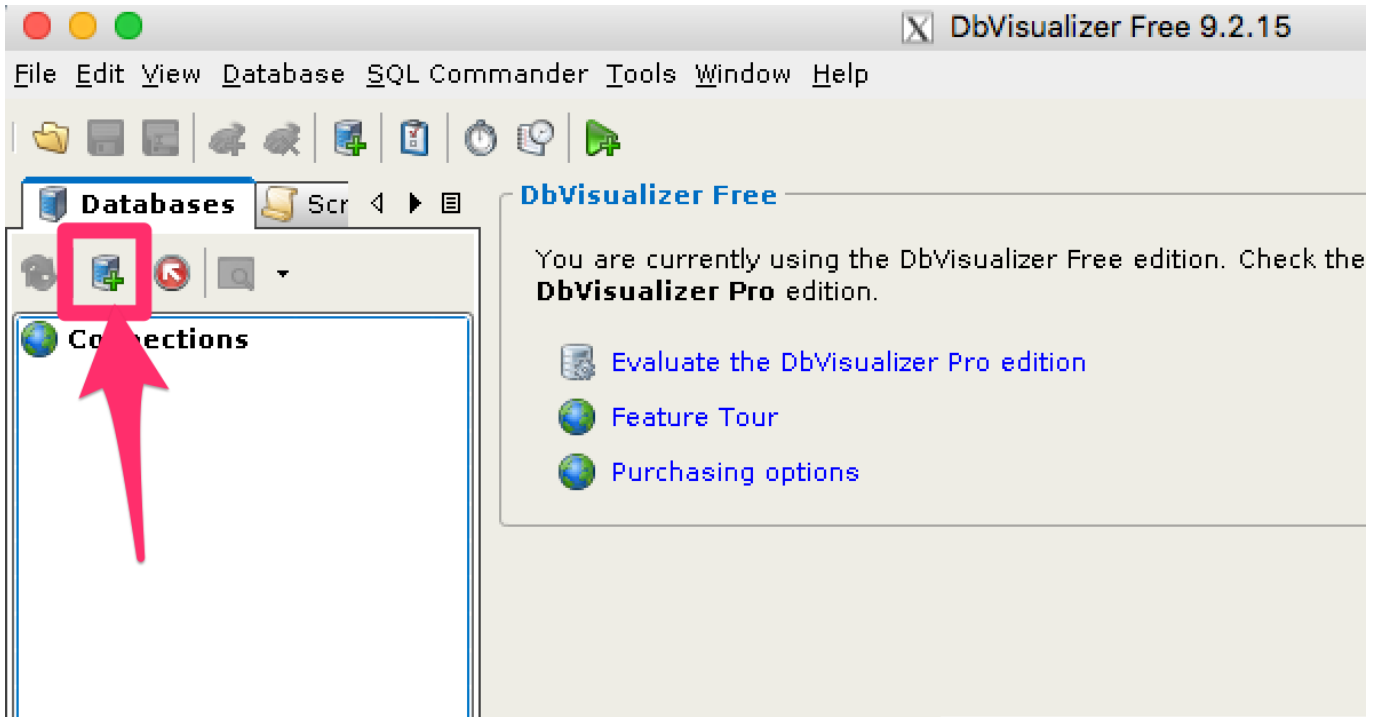 DbVisualizer Free 9.2.15
File Edit View Database SQL Commander Tools Window Help
Databases Scr
DbVisualizer Free
You are currently using the DbVisualizer Free edition. Check the
DbVisualizer Pro edition.
Connections
Evaluate the DbVisualizer Pro edition
Feature Tour
Purchasing options